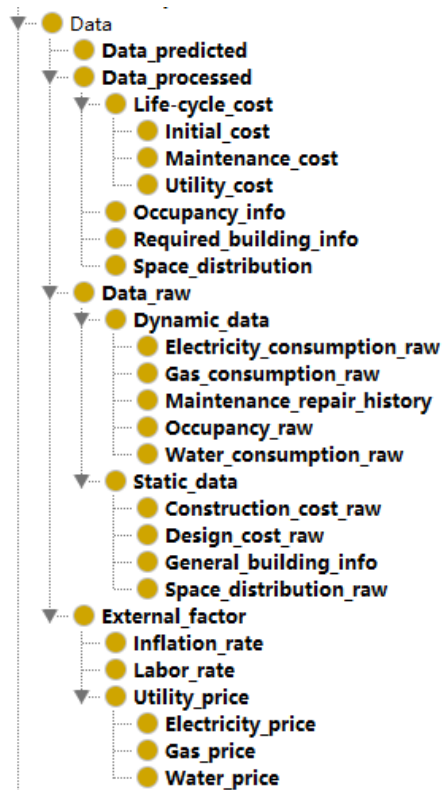 Data
Data_predicted
Data_processed
Life-cycle_cost
Initial_cost
Maintenance_cost
Utility_cost
Occupancy_info
Required_building_info
Space_distribution
Data_raw
Dynamic_data
Electricity_consumption_raw
Gas_consumption_raw
Maintenance_repair_history
Occupancy_raw
Water_consumption_raw
Static_data
Construction_cost_raw
Design_cost_raw
General_building_info
Space_distribution_raw
External_factor
Inflation_rate
Labor_rate
Utility_price
Electricity_price
Gas_price
Water_price